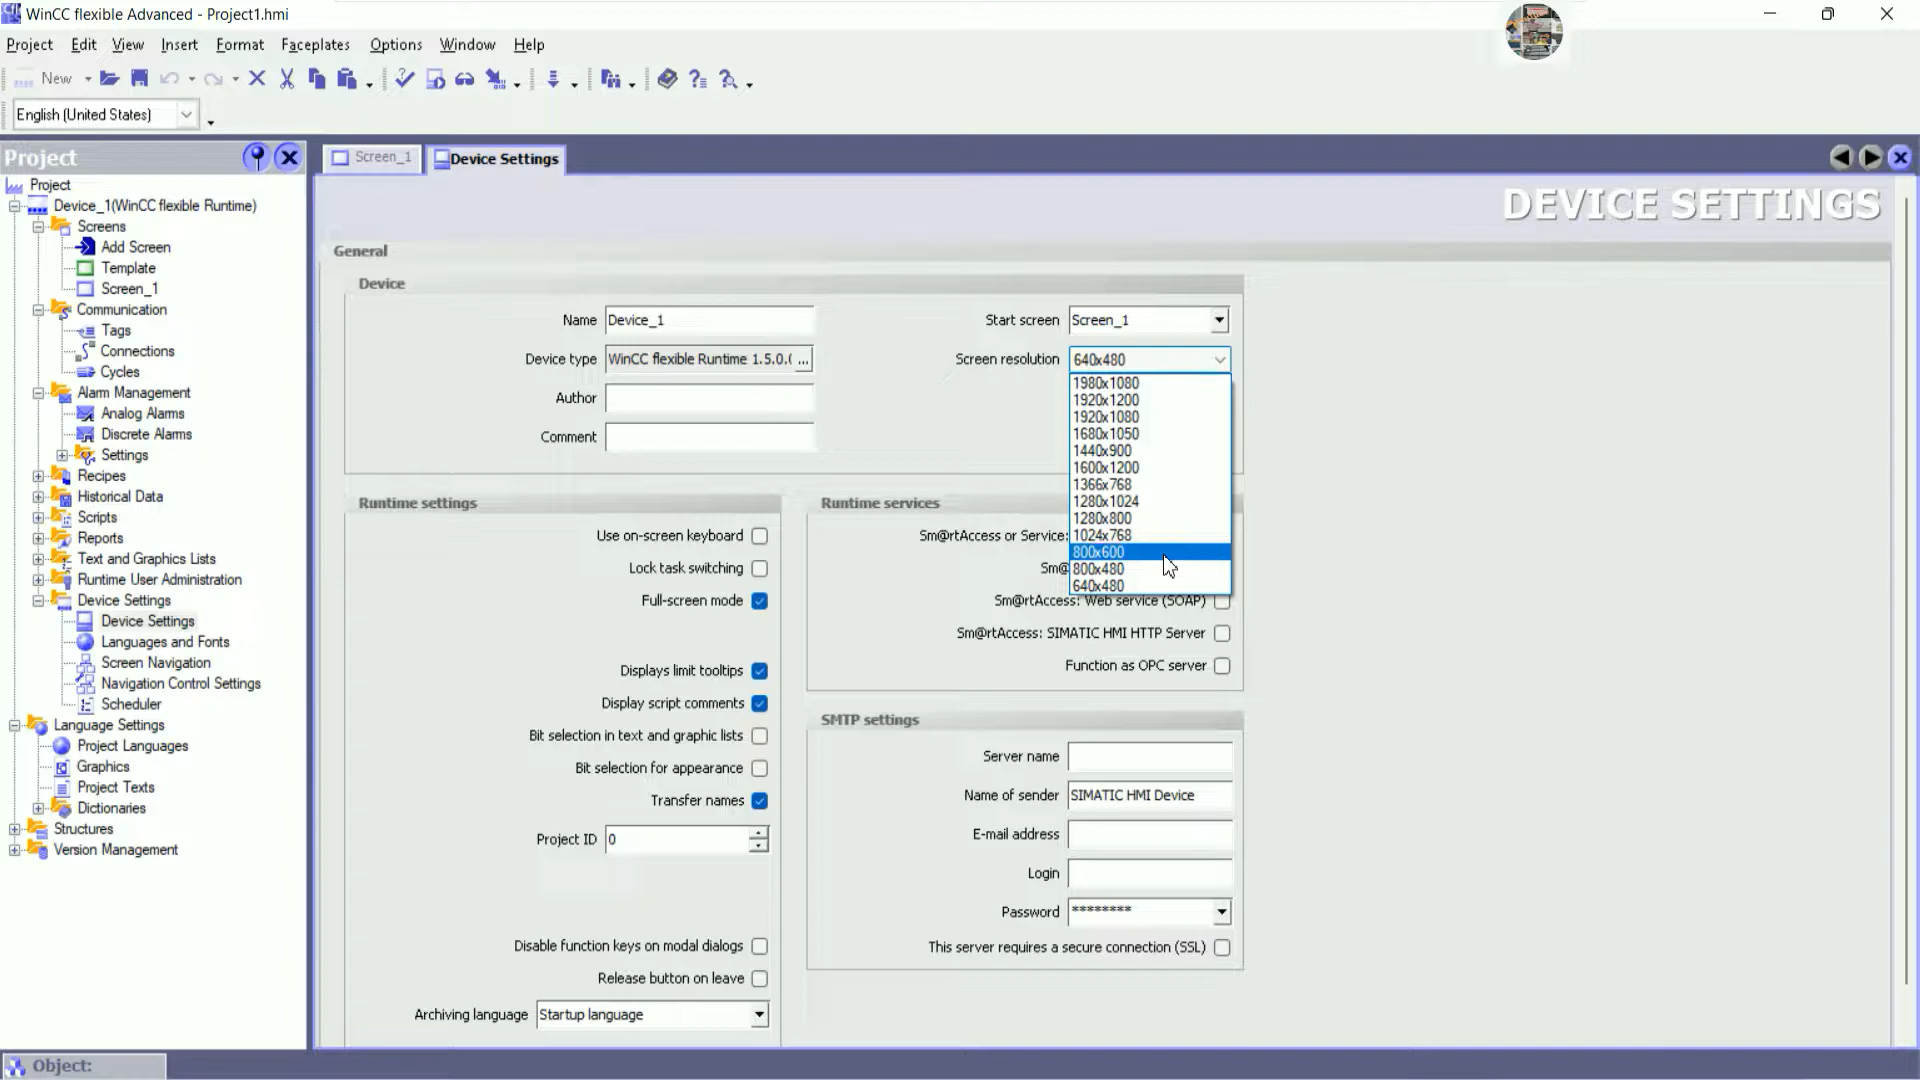 WinCC flexible Advanced - Project1.hmi
Project Edit View Insert Format Faceplates Options Window Help
New
English (United States)
Project
Project
Device_1(WinCC flexible Runtime)
Screens
Add Screen
Template
Screen_1
Communication
Tags
Connections
Cycles
Alarm Management
Analog Alarms
Discrete Alarms
Settings
Recipes
Historical Data
Scripts
Reports
Text and Graphics Lists
Runtime User Administration
Device Settings
Device Settings
Languages and Fonts
Screen Navigation
Navigation Control Settings
Scheduler
Language Settings
Project Languages
Graphics
Project Texts
Dictionaries
Structures
Version Management
Screen_1 Device Settings
DEVICE SETTINGS
General
Device
Name Device_1
Device type WinCC flexible Runtime 1.5.0.( ...
Author
Comment
Start screen Screen_1
Screen resolution 640x480
1980x1080
1920x1200
1920x1080
1680x1050
1440x900
1600x1200
1366x768
1280x1024
1280x800
1024x768
800x600
800x480
640x480
Runtime settings
Use on-screen keyboard
Lock task switching
Full-screen mode
Displays limit tooltips
Display script comments
Bit selection in text and graphic lists
Bit selection for appearance
Transfer names
Project ID 0
Disable function keys on modal dialogs
Release button on leave
Archiving language Startup language
Runtime services
Sm@rtAccess or Service:
Sm@
Sm@rtAccess: Web service (SOAP)
Sm@rtAccess: SIMATIC HMI HTTP Server
Function as OPC server
SMTP settings
Server name
Name of sender SIMATIC HMI Device
E-mail address
Login
Password ********
This server requires a secure connection (SSL)
Object: